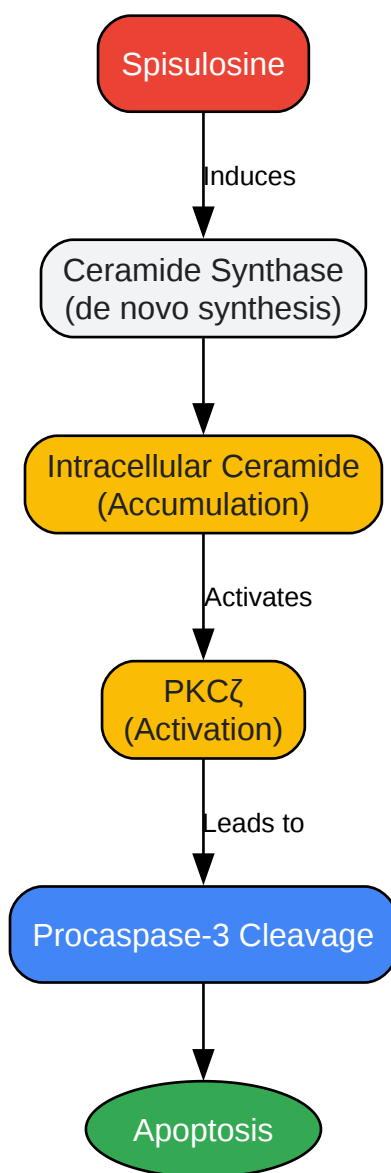 Spisulosine
Induces
Ceramide Synthase
(de novo synthesis)
Intracellular Ceramide
(Accumulation)
Activates
PKCζ
(Activation)
Leads to
Procaspase-3 Cleavage
Apoptosis